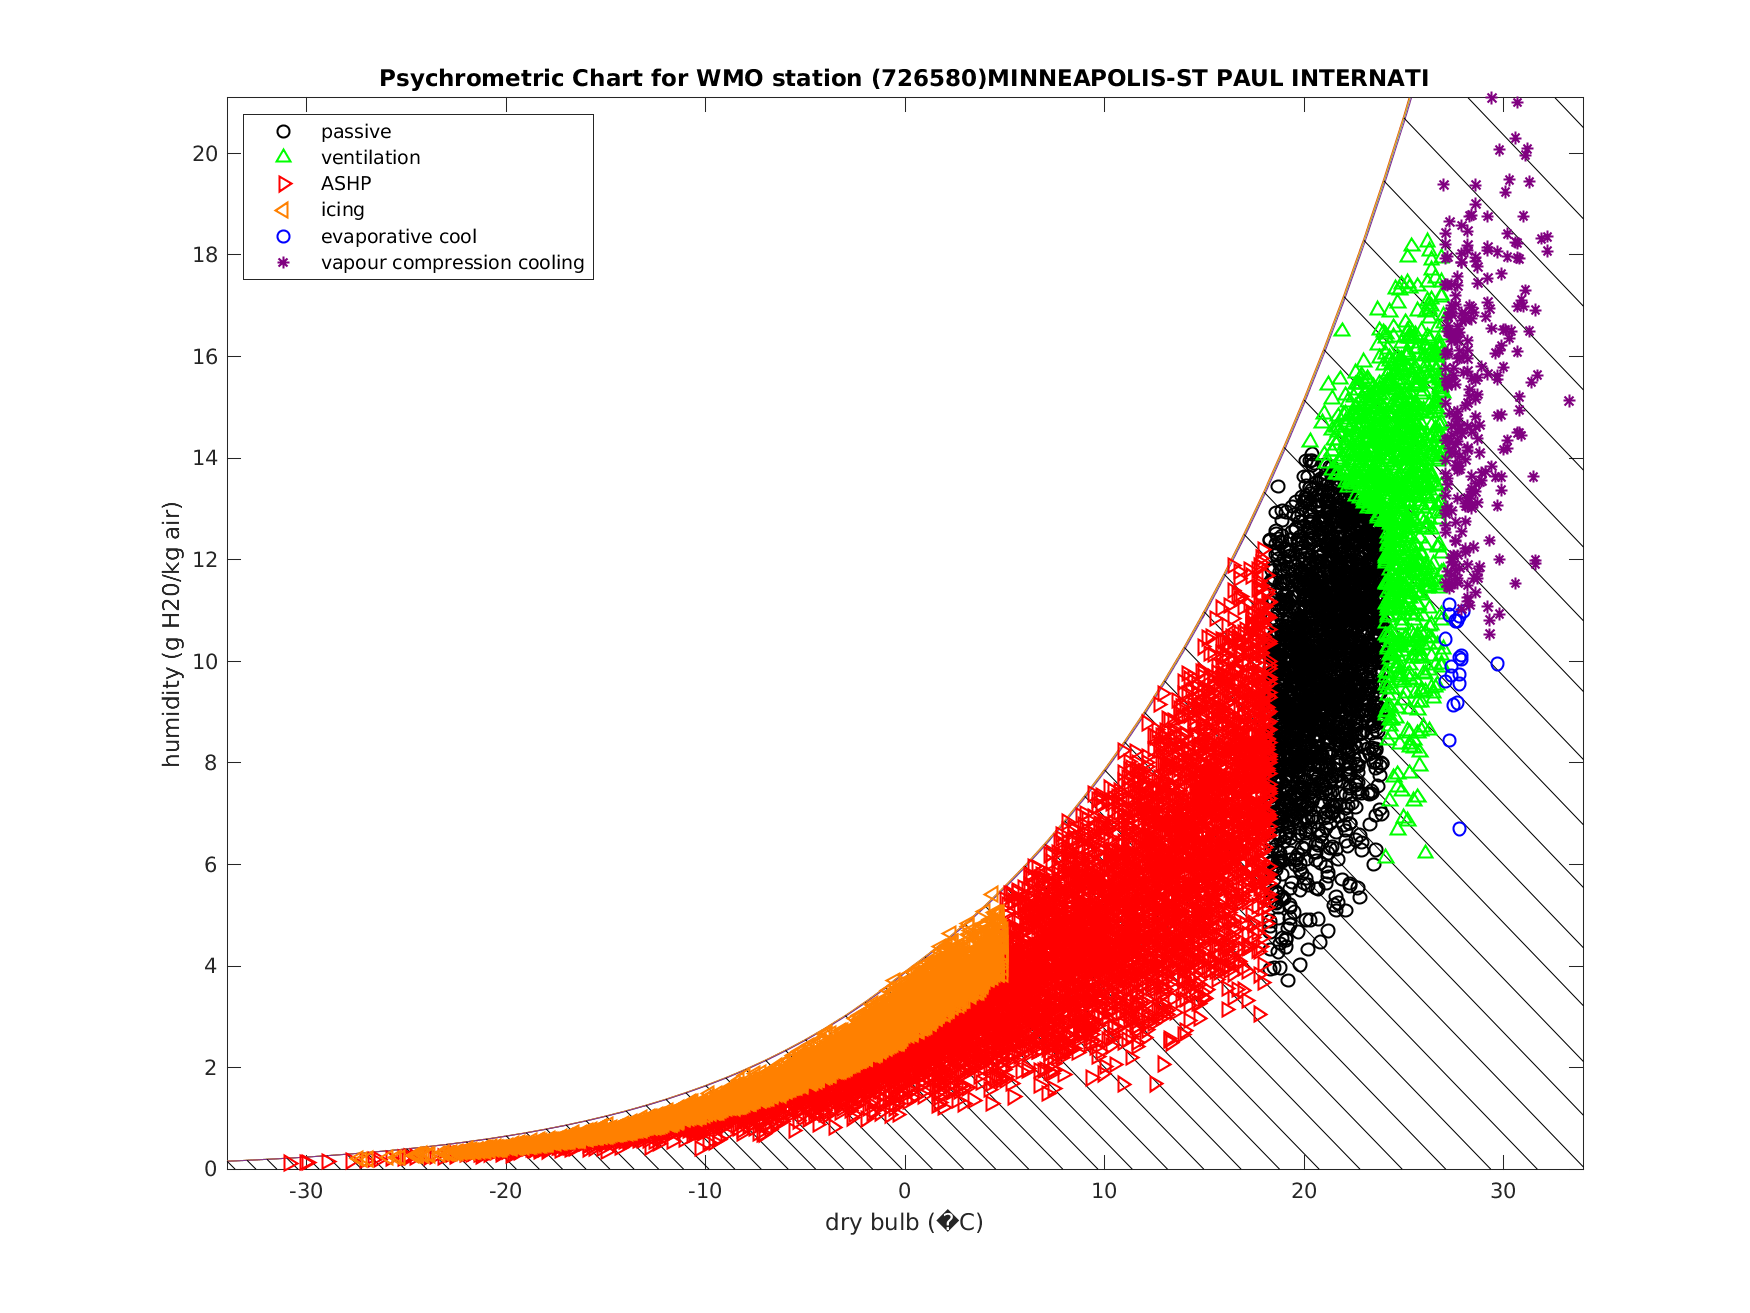 Psychrometric Chart for WMO station (726580)MINNEAPOLIS-ST PAUL INTERNATI
passive
ventilation
ASHP
icing
evaporative cool
vapour compression cooling
humidity (g H20/kg air)
20
18
16
14
12
10
8
6
4
2
0
-30 -20 -10 0 10 20 30
dry bulb (�C)